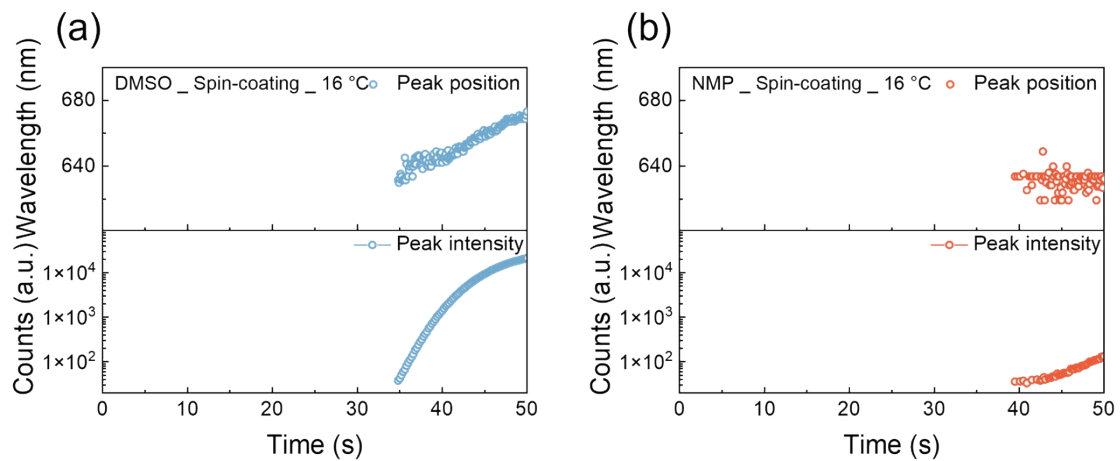 (a)
Wavelength (nm)
680
640
DMSO _ Spin-coating _ 16 °C
Peak position
Counts (a.u.)
1×10⁴
1×10³
1×10²
Peak intensity
0 10 20 30 40 50
Time (s)
(b)
Wavelength (nm)
680
640
NMP _ Spin-coating _ 16 °C
Peak position
Counts (a.u.)
1×10⁴
1×10³
1×10²
Peak intensity
0 10 20 30 40 50
Time (s)